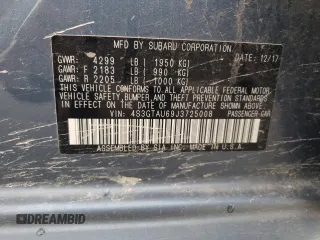 MFD. BY SUBARU CORPORATION
GVWR: 4299 LB ( 1950 KG) DATE: 12/17
GAWR: F 2183 LB ( 990 KG)
GAWR: R 2205 LB ( 1000 KG)
THIS VEHICLE CONFORMS TO ALL APPLICABLE FEDERAL MOTOR
VEHICLE SAFETY, BUMPER, AND THEFT PREVENTION STANDARDS
IN EFFECT ON THE DATE OF MANUFACTURE SHOWN ABOVE.
VIN: 4S3GTAU69J3725008 PASSENGER CAR
ASSEMBLED BY SIA, INC. MADE IN U.S.A.